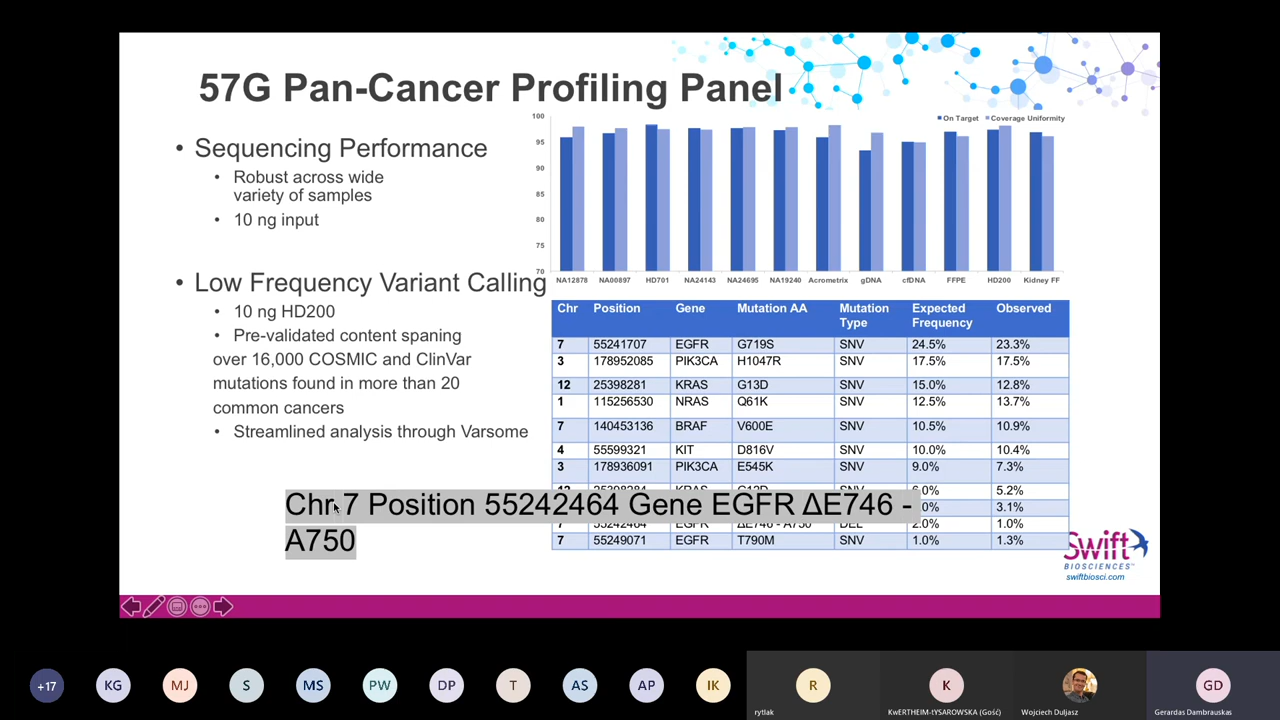 57G Pan-Cancer Profiling Panel
• Sequencing Performance
• Robust across wide
variety of samples
• 10 ng input
• Low Frequency Variant Calling
• 10 ng HD200
• Pre-validated content spaning
over 16,000 COSMIC and ClinVar
mutations found in more than 20
common cancers
• Streamlined analysis through Varsome
On Target Coverage Uniformity
100
95
90
85
80
75
70
NA12878 NA00897 HD701 NA24143 NA24695 NA19240 Acrometrix gDNA cfDNA FFPE HD200 Kidney FF
Chr Position Gene Mutation AA Mutation Type Expected Frequency Observed
7 55241707 EGFR G719S SNV 24.5% 23.3%
3 178952085 PIK3CA H1047R SNV 17.5% 17.5%
12 25398281 KRAS G13D SNV 15.0% 12.8%
1 115256530 NRAS Q61K SNV 12.5% 13.7%
7 140453136 BRAF V600E SNV 10.5% 10.9%
4 55599321 KIT D816V SNV 10.0% 10.4%
3 178936091 PIK3CA E545K SNV 9.0% 7.3%
12 25398284 KRAS G12D SNV 6.0% 5.2%
3.1%
7 55242464 EGFR ΔE746 - A750 DEL 2.0% 1.0%
7 55249071 EGFR T790M SNV 1.0% 1.3%
Chr 7 Position 55242464 Gene EGFR ΔE746 -
A750
Swift
BIOSCIENCES™
swiftbiosci.com
+17 KG MJ S MS PW DP T AS AP IK R K GD
rytlak
KwERTHEIM-tYSAROWSKA (Gość)
Wojciech Duljasz
Gerardas Dambrauskas